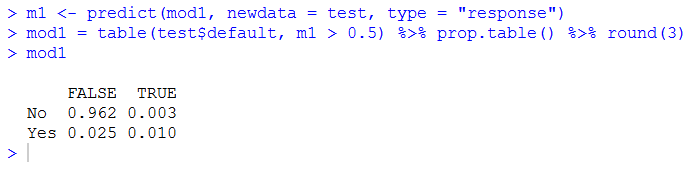 > m1 <- predict(mod1, newdata = test, type = "response")
> mod1 = table(test$default, m1 > 0.5) %>% prop.table() %>% round(3)
> mod1
FALSE TRUE
No 0.962 0.003
Yes 0.025 0.010
>